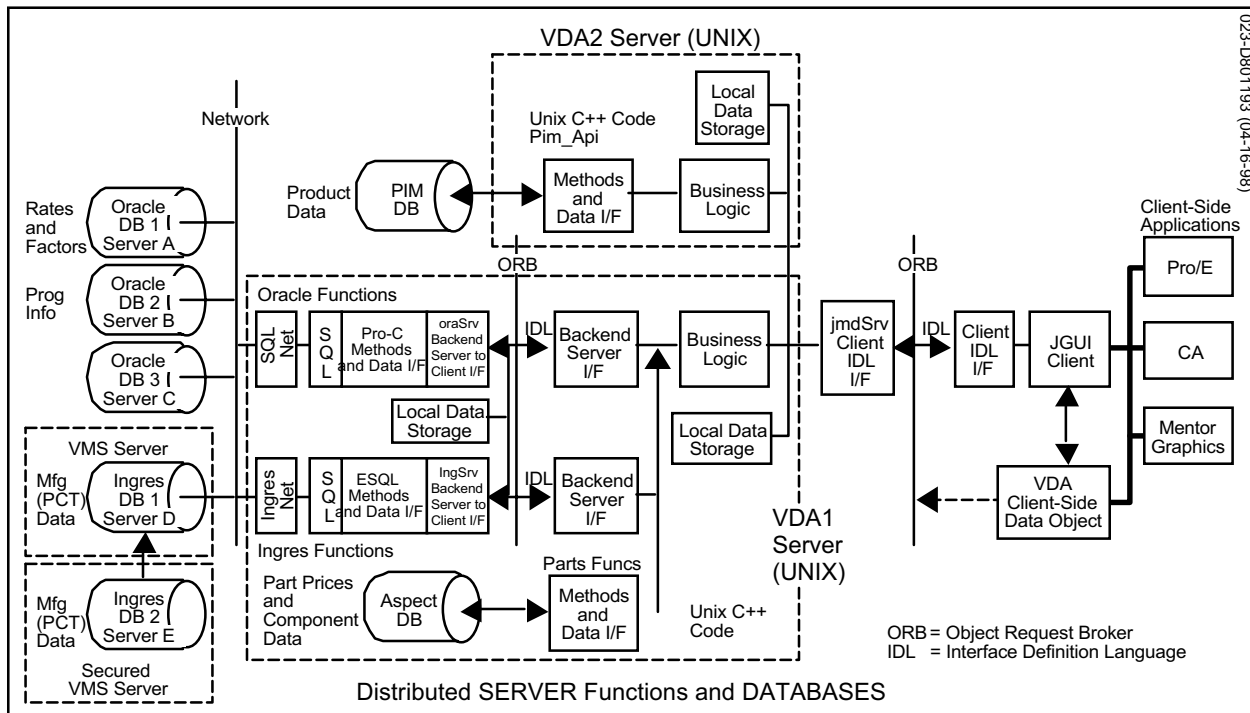 023-D801193 (04-16-98)
VDA2 Server (UNIX)
Network
Local
Data
Storage
Unix C++ Code
Pim_Api
Product
Data
PIM
DB
Methods
and
Data I/F
Business
Logic
Rates
and
Factors
Oracle
DB 1
Server A
Prog
Info
Oracle
DB 2
Server B
Oracle
DB 3
Server C
ORB
Oracle Functions
SQL
Net
S
Q
L
Pro-C
Methods
and Data I/F
oraSrv
Backend
Server to
Client I/F
IDL
Backend
Server
I/F
Business
Logic
jmdSrv
Client
IDL
I/F
ORB
IDL
Client
IDL
I/F
JGUI
Client
Client-Side
Applications
Pro/E
CA
Mentor
Graphics
Local Data
Storage
Local Data
Storage
VMS Server
Mfg
(PCT)
Data
Ingres
DB 1
Server D
Ingres
Net
S
Q
L
ESQL
Methods
and Data I/F
IngSrv
Backend
Server to
Client I/F
IDL
Backend
Server
I/F
VDA
Client-Side
Data Object
VDA1
Server
(UNIX)
Ingres Functions
Mfg
(PCT)
Data
Ingres
DB 2
Server E
Secured
VMS Server
Part Prices
and
Component
Data
Aspect
DB
Parts Funcs
Methods
and
Data I/F
Unix C++
Code
ORB = Object Request Broker
IDL = Interface Definition Language
Distributed SERVER Functions and DATABASES